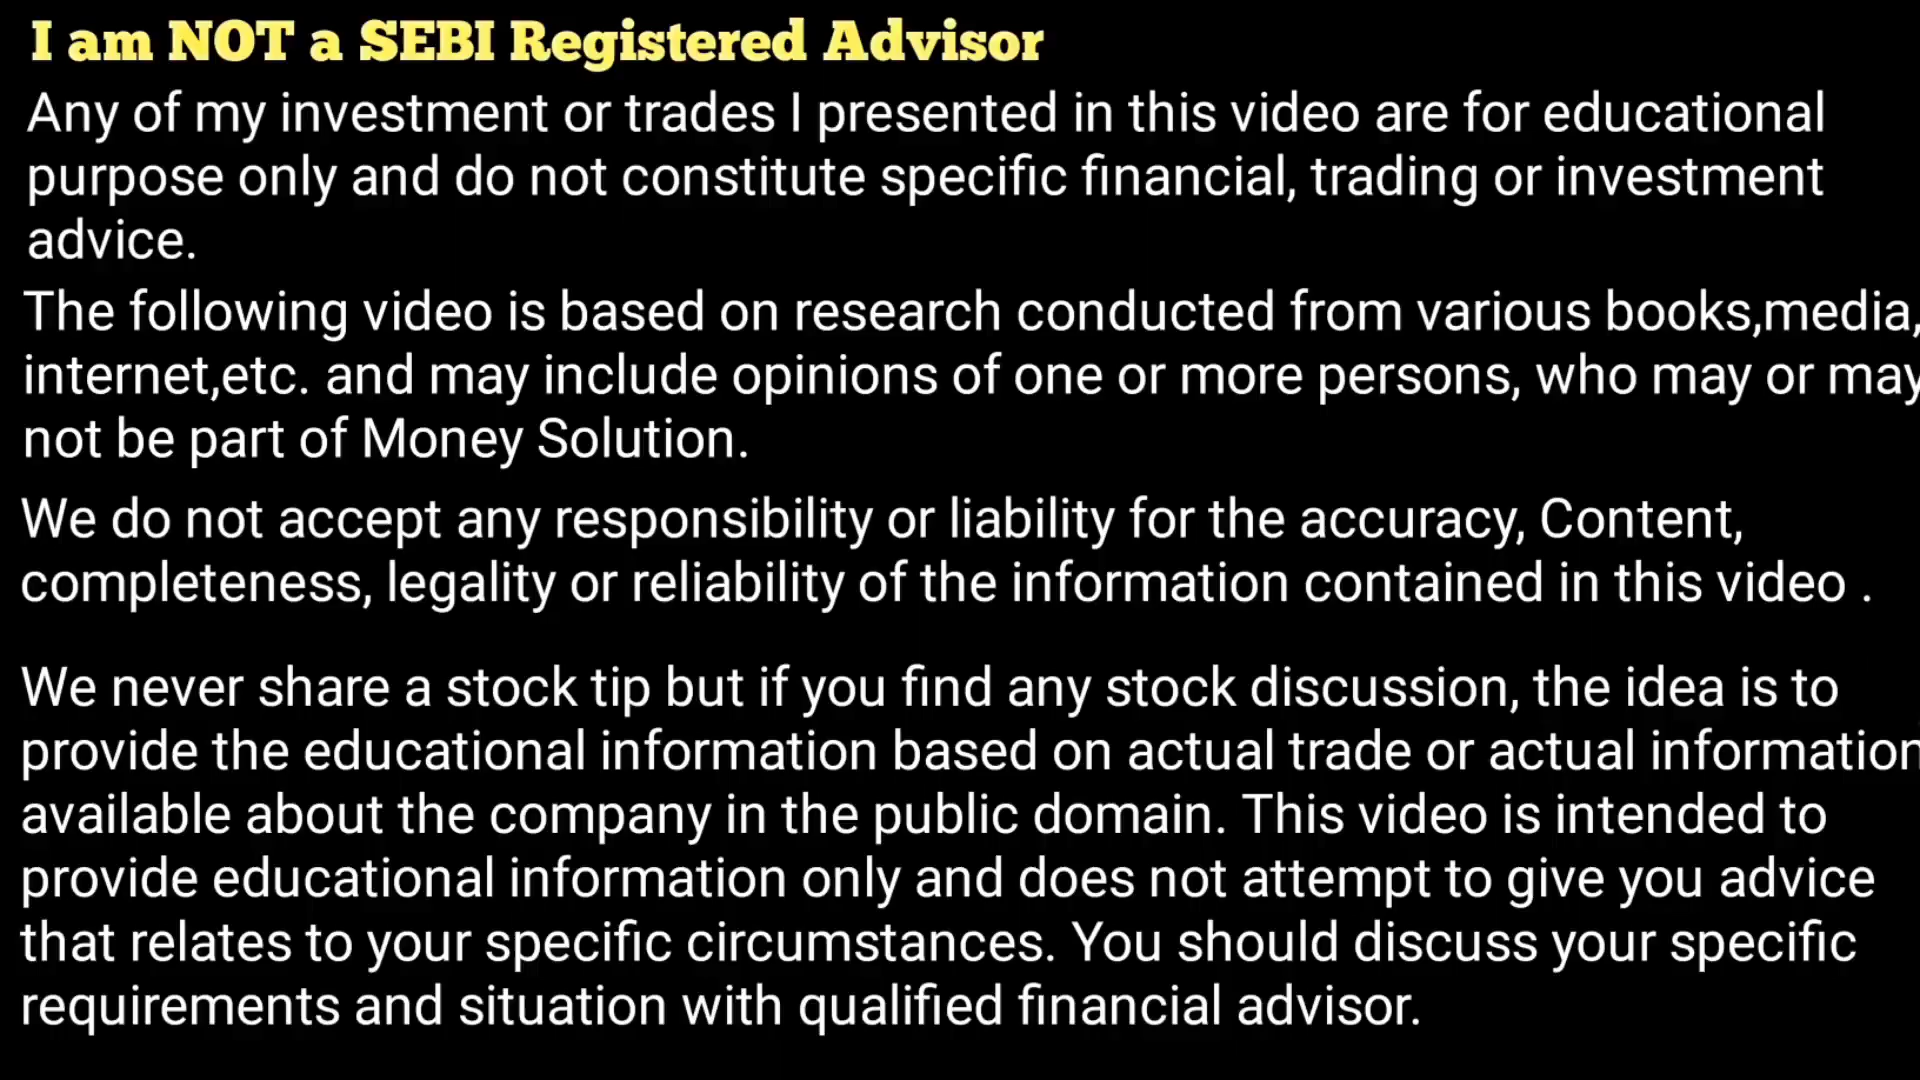 I am NOT a SEBI Registered Advisor
Any of my investment or trades I presented in this video are for educational
purpose only and do not constitute specific financial, trading or investment
advice.
The following video is based on research conducted from various books,media,
internet,etc. and may include opinions of one or more persons, who may or may
not be part of Money Solution.
We do not accept any responsibility or liability for the accuracy, Content,
completeness, legality or reliability of the information contained in this video .
We never share a stock tip but if you find any stock discussion, the idea is to
provide the educational information based on actual trade or actual information
available about the company in the public domain. This video is intended to
provide educational information only and does not attempt to give you advice
that relates to your specific circumstances. You should discuss your specific
requirements and situation with qualified financial advisor.